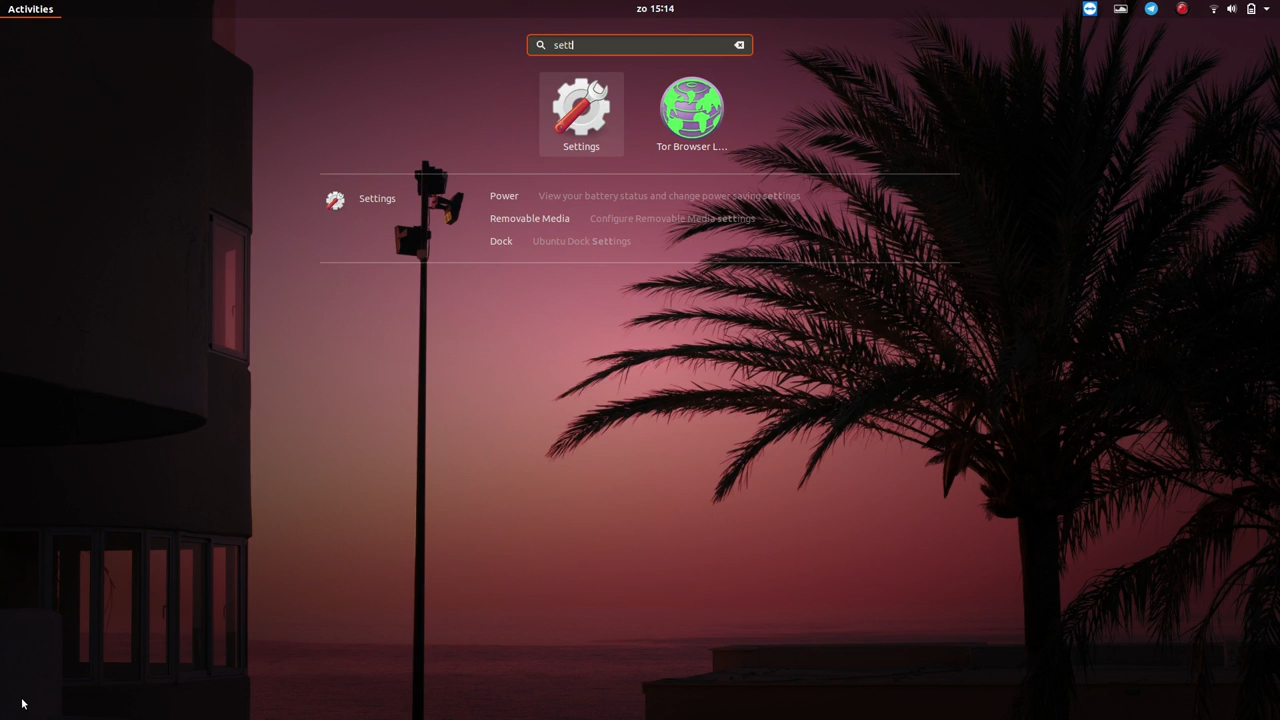 Activities
zo 15:14
sett
Settings
Tor Browser L...
Settings
Power View your battery status and change power saving settings
Removable Media Configure Removable Media settings
Dock Ubuntu Dock Settings